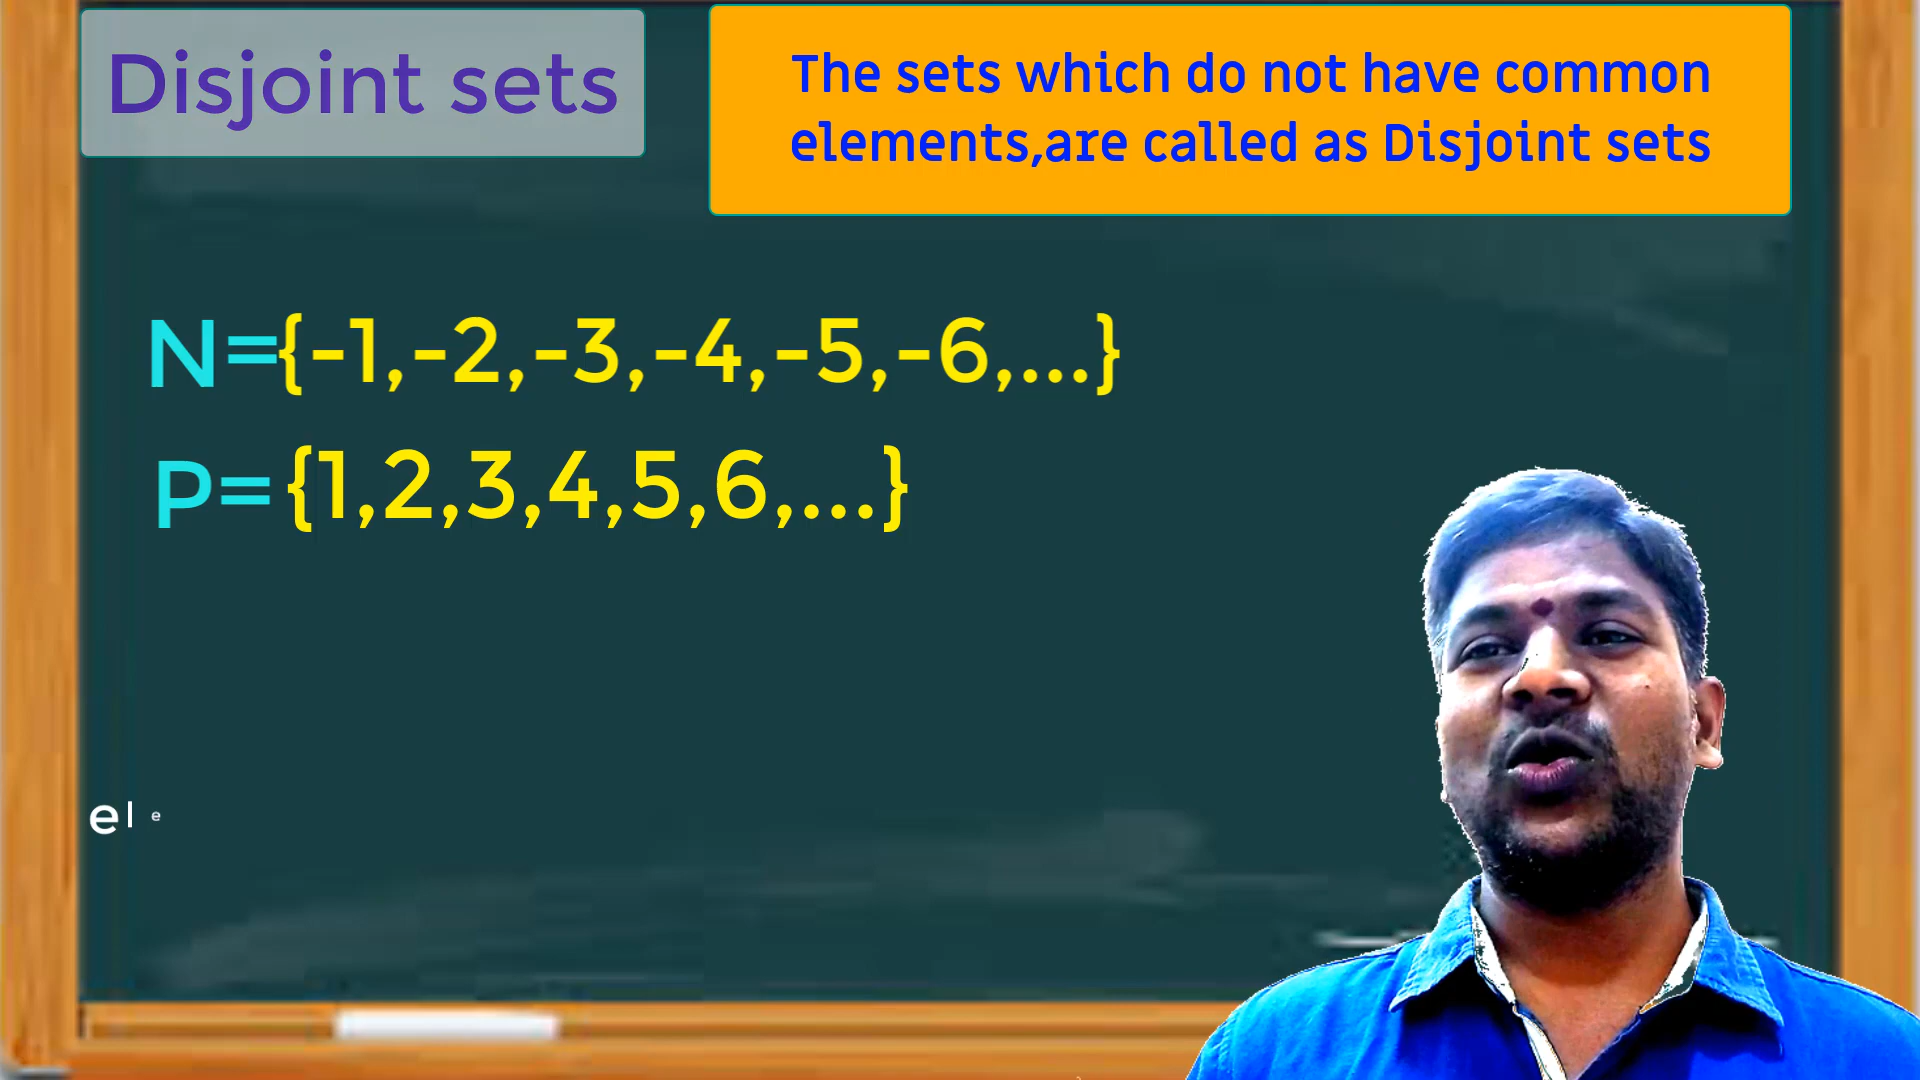 Disjoint sets
The sets which do not have common
elements,are called as Disjoint sets
N={-1,-2,-3,-4,-5,-6,...}
P={1,2,3,4,5,6,...}
ele